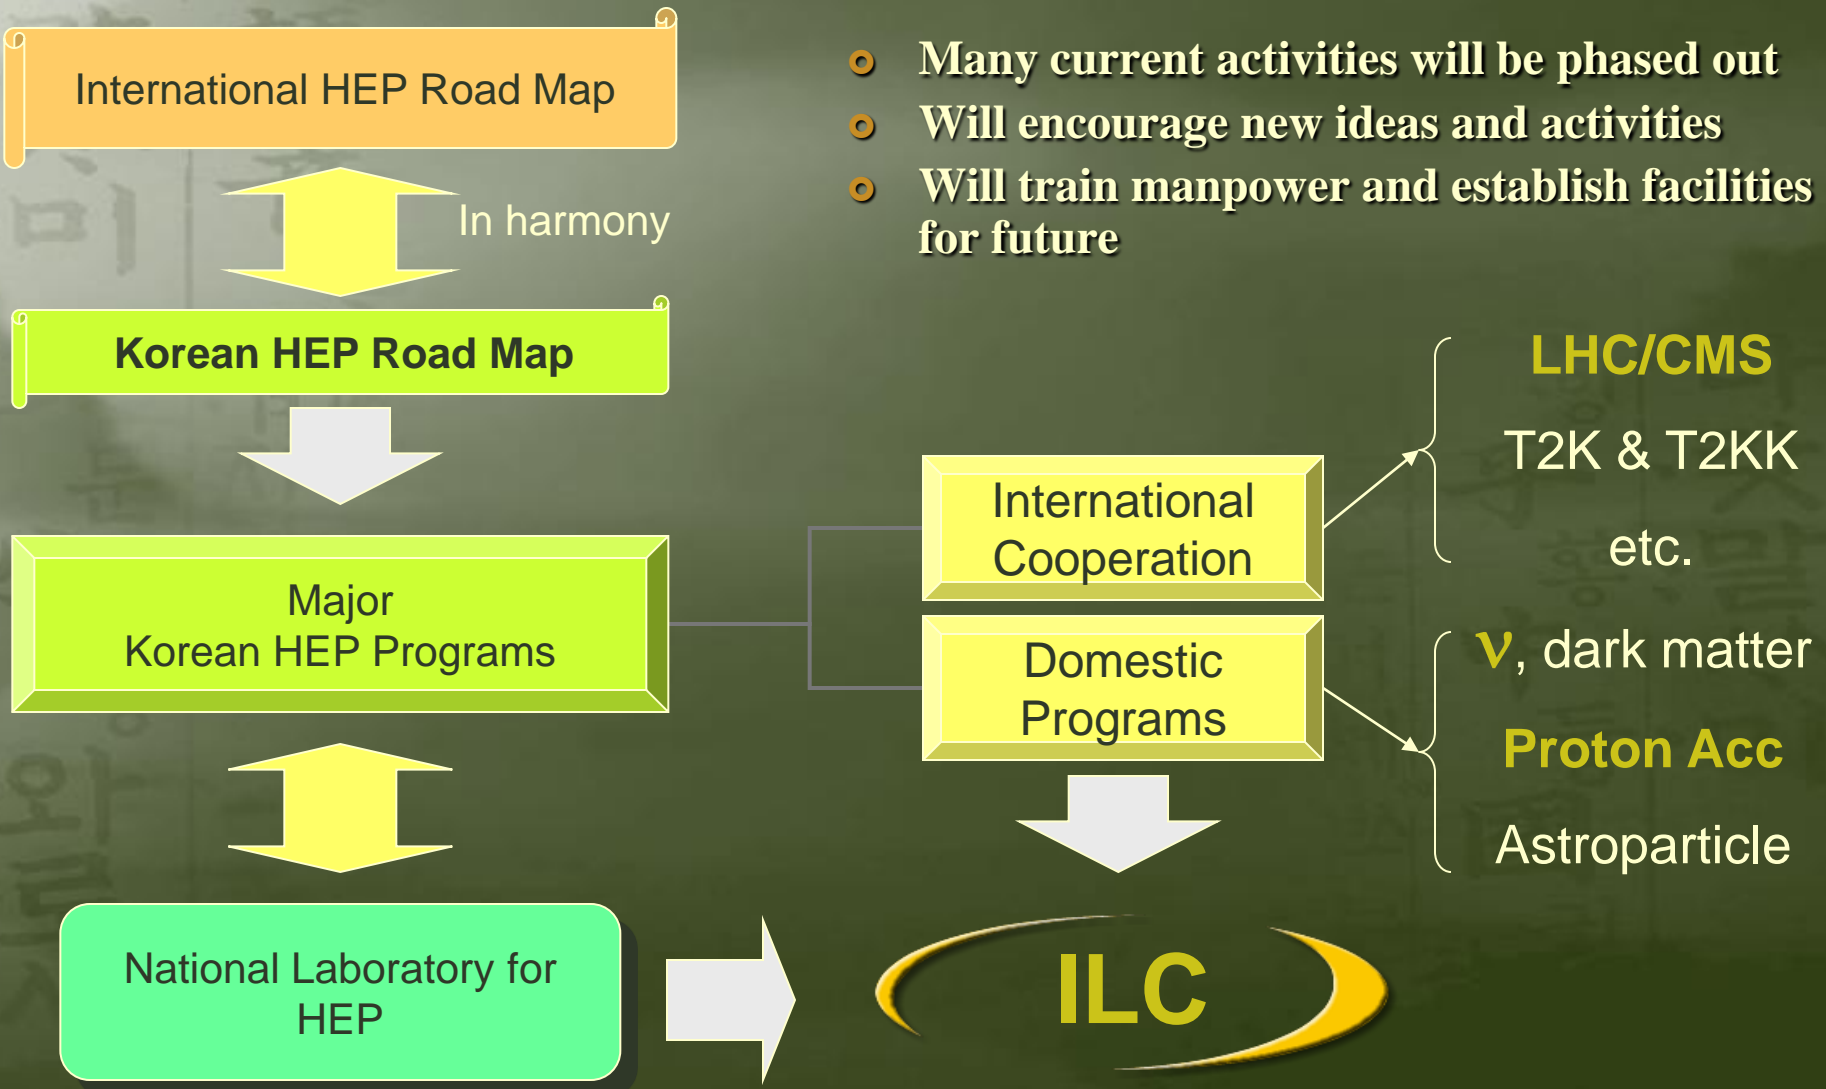 International HEP Road Map
In harmony
Korean HEP Road Map
Major
Korean HEP Programs
National Laboratory for
HEP
Many current activities will be phased out
Will encourage new ideas and activities
Will train manpower and establish facilities
for future
International
Cooperation
Domestic
Programs
LHC/CMS
T2K & T2KK
etc.
ν, dark matter
Proton Acc
Astroparticle
ILC